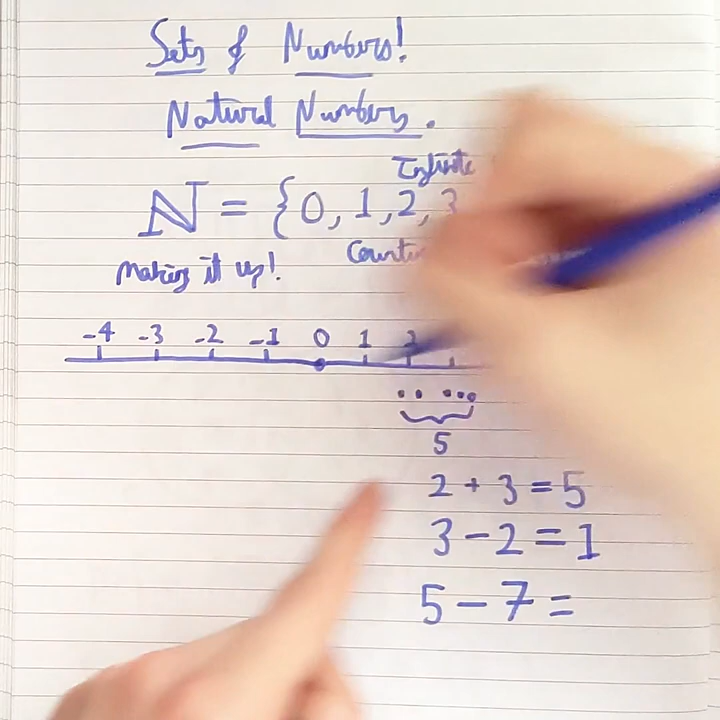 Sets of Numbers!
Natural Numbers.
Infinite
ℕ = {0, 1, 2, 3
Making it up!
-4 -3 -2 -1 0 1 2
5
2 + 3 = 5
3 - 2 = 1
5 - 7 =